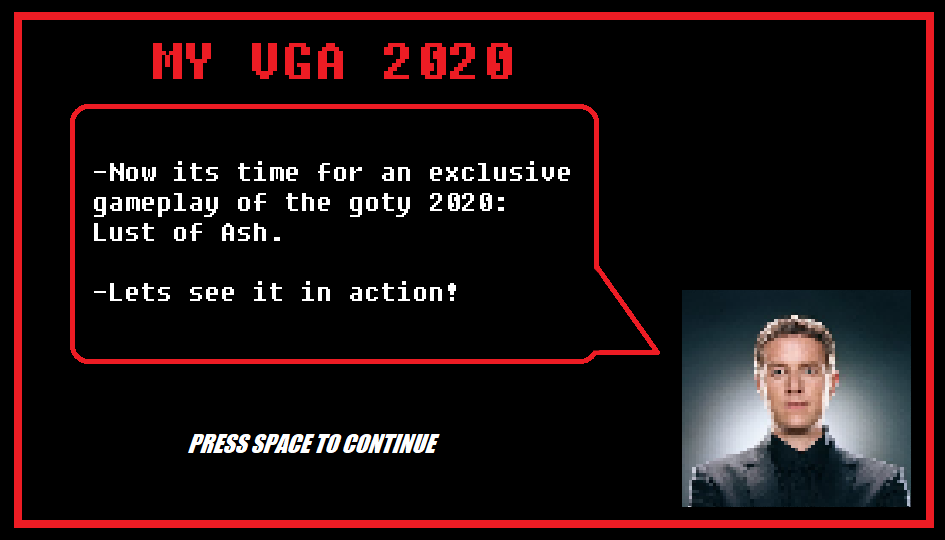 MY VGA 2020
-Now its time for an exclusive
gameplay of the goty 2020:
Lust of Ash.
-Lets see it in action!
PRESS SPACE TO CONTINUE